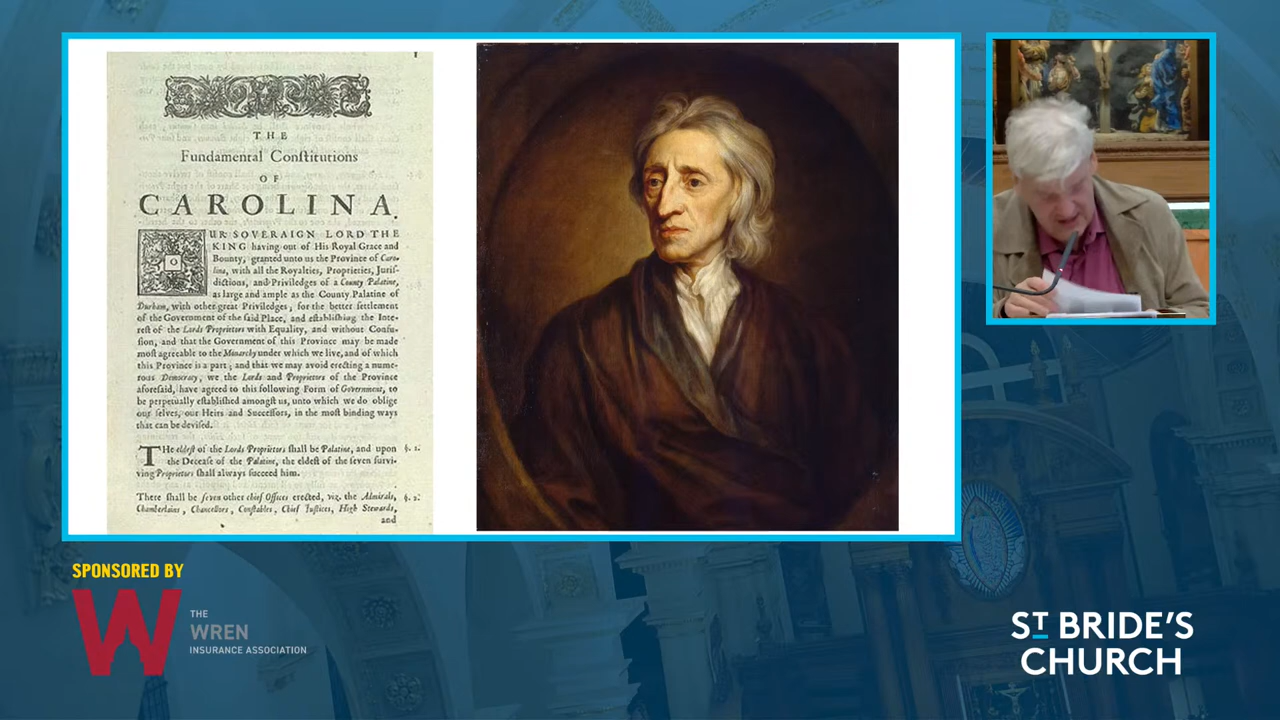 1
THE
Fundamental Conſtitutions
OF
CAROLINA.
OUR SOVERAIGN LORD THE
KING having out of His Royal Grace and
Bounty, granted unto us the Province of Caro-
lina, with all the Royalties, Proprieties, Juriſ-
dictions, and Priviledges of a County Palatine,
as large and ample as the County Palatine of
Durham, with other great Priviledges; for the better ſettlement
of the Government of the ſaid Place, and eſtabliſhing the Inte-
reſt of the Lords Proprietors with Equality, and without Confu-
ſion; and that the Government of this Province may be made
moſt agreeable to the Monarchy under which we live, and of which
this Province is a part; and that we may avoid erecting a nume-
rous Democracy, we the Lords and Proprietors of the Province
aforeſaid, have agreed to this following Form of Government, to
be perpetually eſtabliſhed amongſt us, unto which we do oblige
our ſelves, our Heirs and Succeſſors, in the moſt binding ways
that can be deviſed.
THe eldeſt of the Lords Proprietors ſhall be Palatine, and upon §. 1.
the Deceaſe of the Palatine, the eldeſt of the ſeven ſurvi-
ving Proprietors ſhall always ſucceed him.
There ſhall be ſeven other chief Offices erected, viz. the Admirals, §. 2.
Chamberlains, Chancellors, Conſtables, Chief Juſtices, High Stewards,
and
SPONSORED BY
W
THE
WREN
INSURANCE ASSOCIATION
ST BRIDE'S
CHURCH